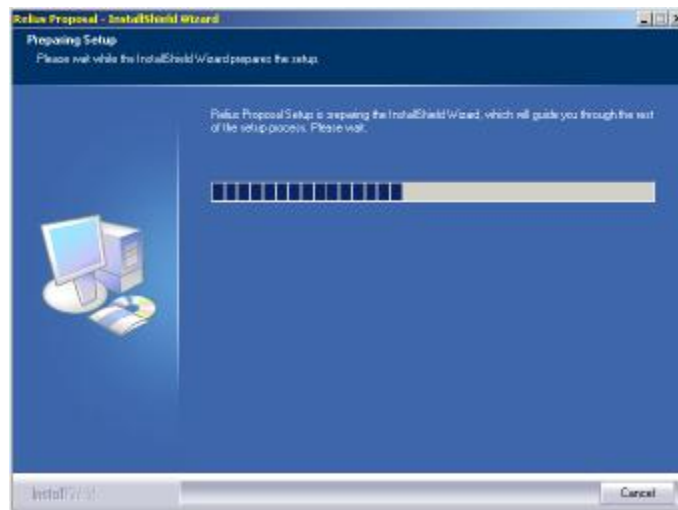 Relius Proposal - InstallShield Wizard
Preparing Setup
Please wait while the InstallShield Wizard prepares the setup.
Relius Proposal Setup is preparing the InstallShield Wizard, which will guide you through the rest
of the setup process. Please wait.
InstallShield
Cancel